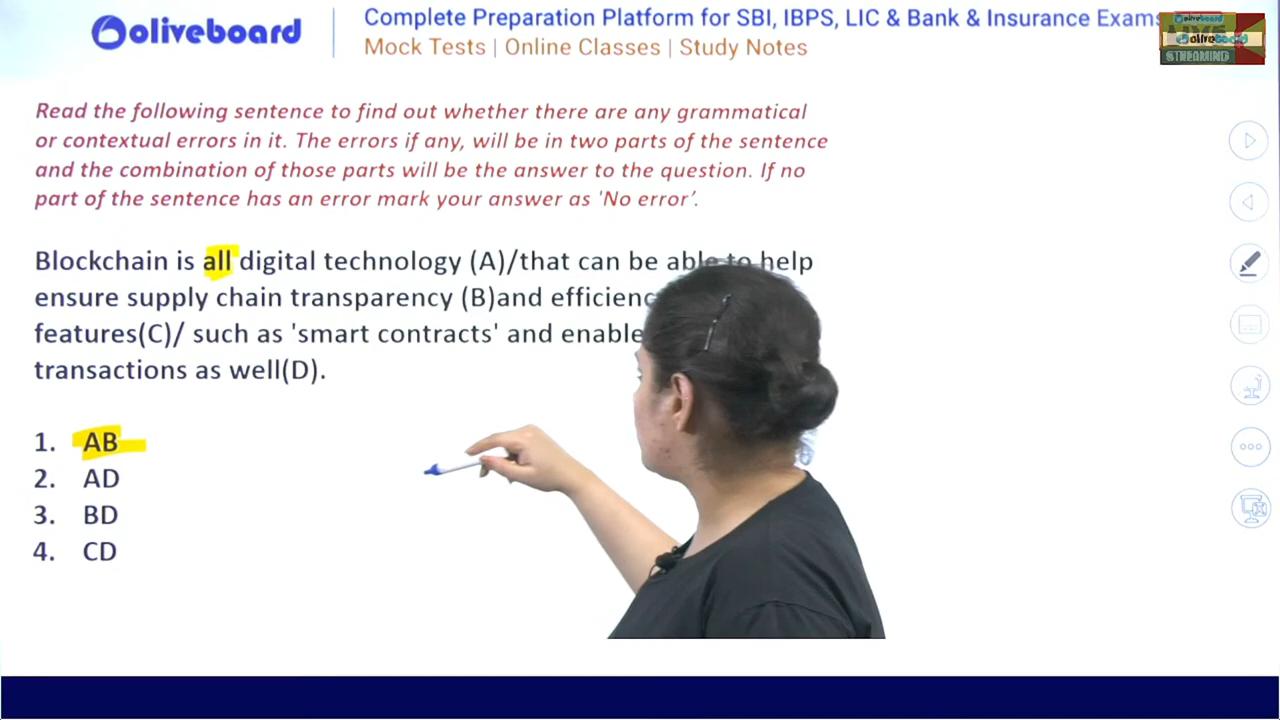 oliveboard
Complete Preparation Platform for SBI, IBPS, LIC & Bank & Insurance Exams
Mock Tests | Online Classes | Study Notes
oliveboard
oliveboard
STREAMING
Read the following sentence to find out whether there are any grammatical
or contextual errors in it. The errors if any, will be in two parts of the sentence
and the combination of those parts will be the answer to the question. If no
part of the sentence has an error mark your answer as 'No error’.
Blockchain is all digital technology (A)/that can be able to help
ensure supply chain transparency (B)and
features(C)/ such as 'smart contracts' and
transactions as well(D).
1. AB
2. AD
3. BD
4. CD